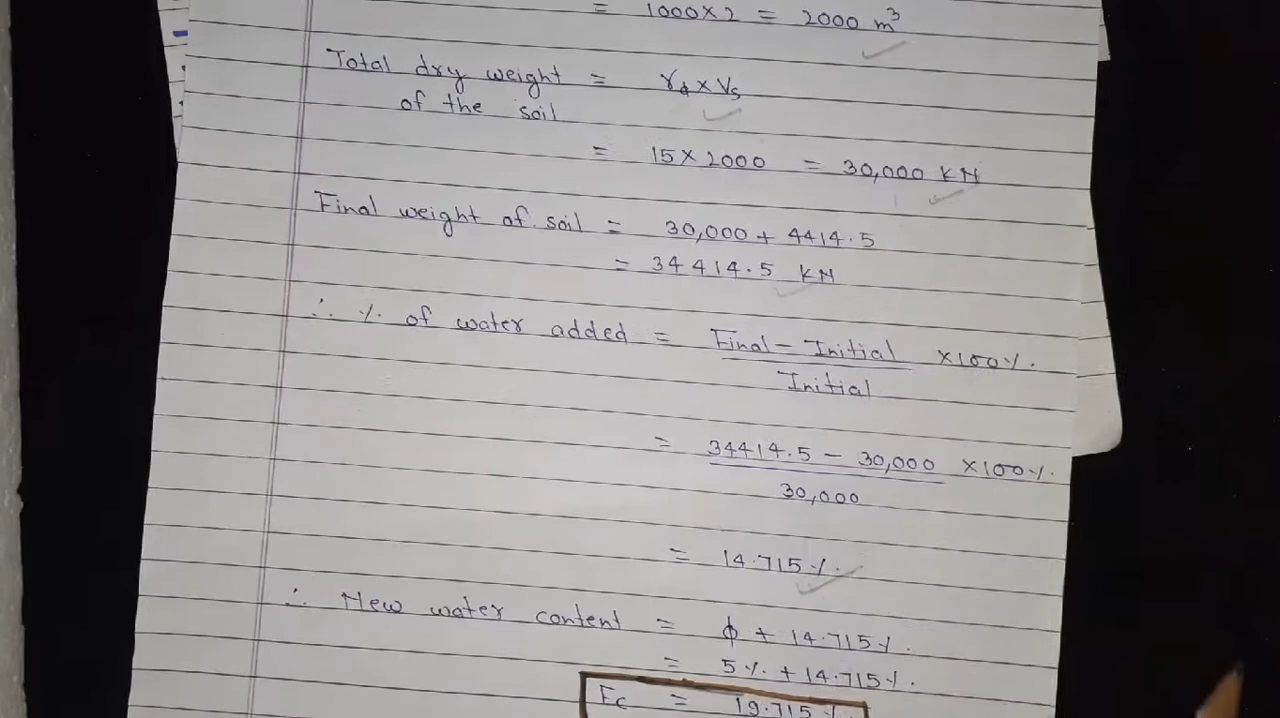 = 1000×2 = 2000 m³
Total dry weight of the soil = γd × Vs
= 15×2000 = 30,000 KN
Final weight of soil = 30,000 + 4414.5
= 34414.5 KN
∴ % of water added = Final - Initial / Initial ×100%.
= 34414.5 - 30,000 / 30,000 ×100%.
= 14.715%.
∴ New water content = ϕ + 14.715%.
= 5% + 14.715%.
Fc = 19.715%.